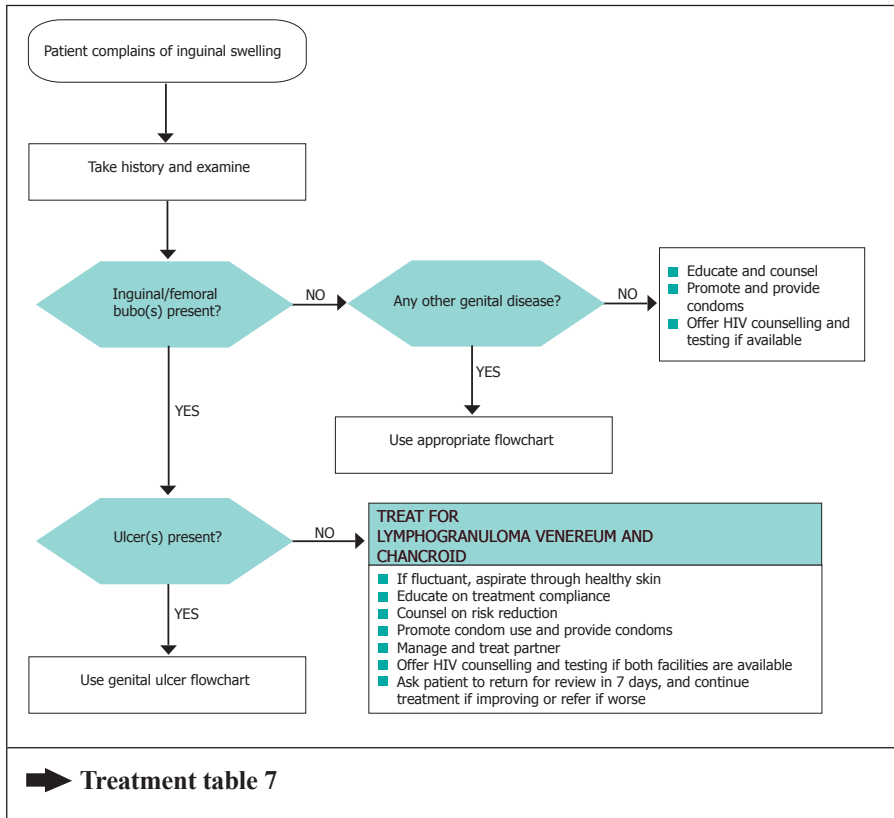 Patient complains of inguinal swelling
Take history and examine
Inguinal/femoral
bubo(s) present?
NO
Any other genital disease?
NO
Educate and counsel
Promote and provide
condoms
Offer HIV counselling and
testing if available
YES
Use appropriate flowchart
YES
Ulcer(s) present?
NO
TREAT FOR
LYMPHOGRANULOMA VENEREUM AND
CHANCROID
If fluctuant, aspirate through healthy skin
Educate on treatment compliance
Counsel on risk reduction
Promote condom use and provide condoms
Manage and treat partner
Offer HIV counselling and testing if both facilities are available
Ask patient to return for review in 7 days, and continue
treatment if improving or refer if worse
YES
Use genital ulcer flowchart
Treatment table 7